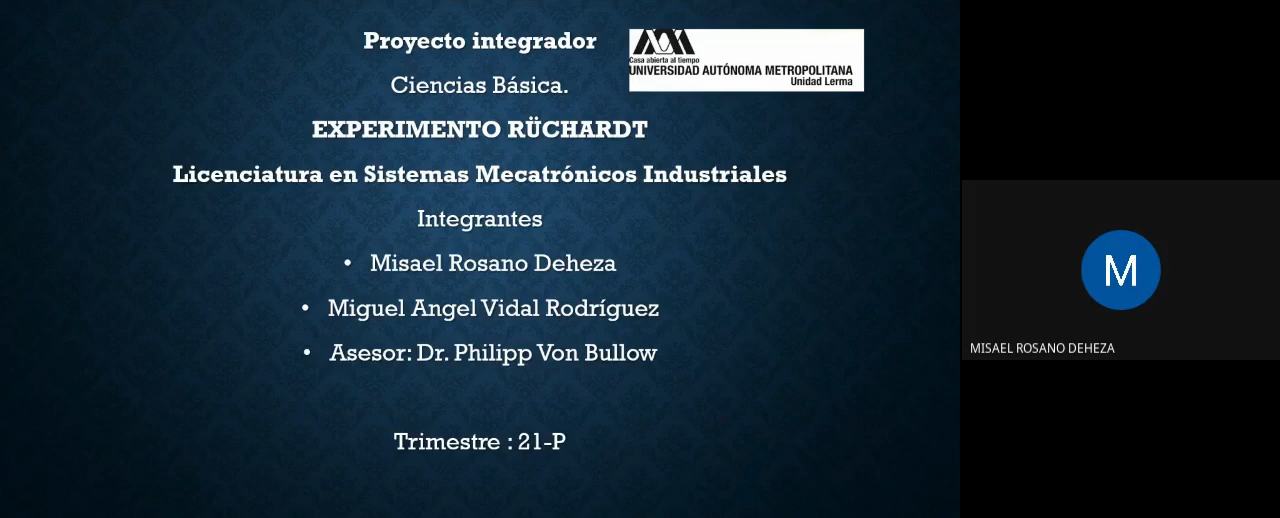 Proyecto integrador
Casa abierta al tiempo
UNIVERSIDAD AUTÓNOMA METROPOLITANA
Unidad Lerma
Ciencias Básica.
EXPERIMENTO RÜCHARDT
Licenciatura en Sistemas Mecatrónicos Industriales
Integrantes
• Misael Rosano Deheza
• Miguel Angel Vidal Rodríguez
• Asesor: Dr. Philipp Von Bullow
Trimestre : 21-P
M
MISAEL ROSANO DEHEZA